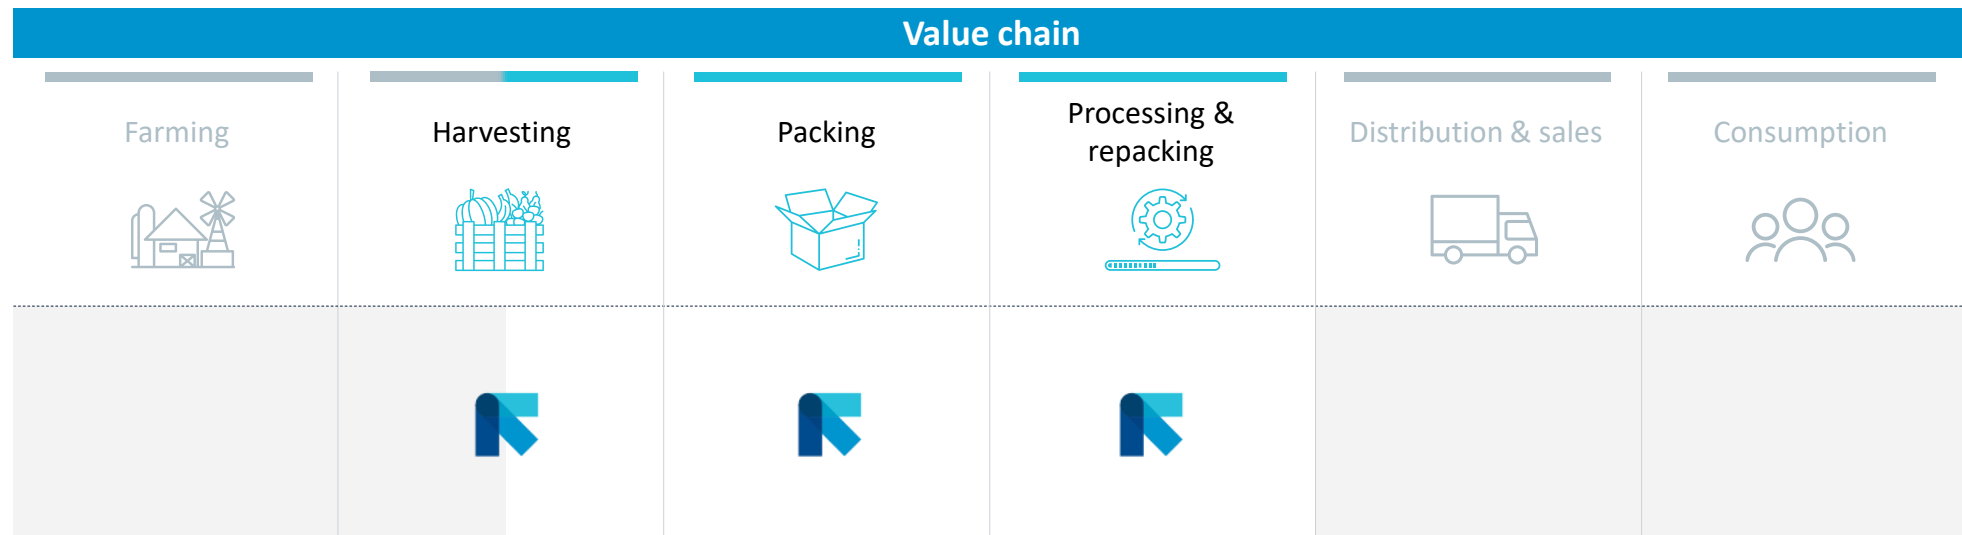 Value chain
Farming
Harvesting
Packing
Processing &
repacking
Distribution & sales
Consumption